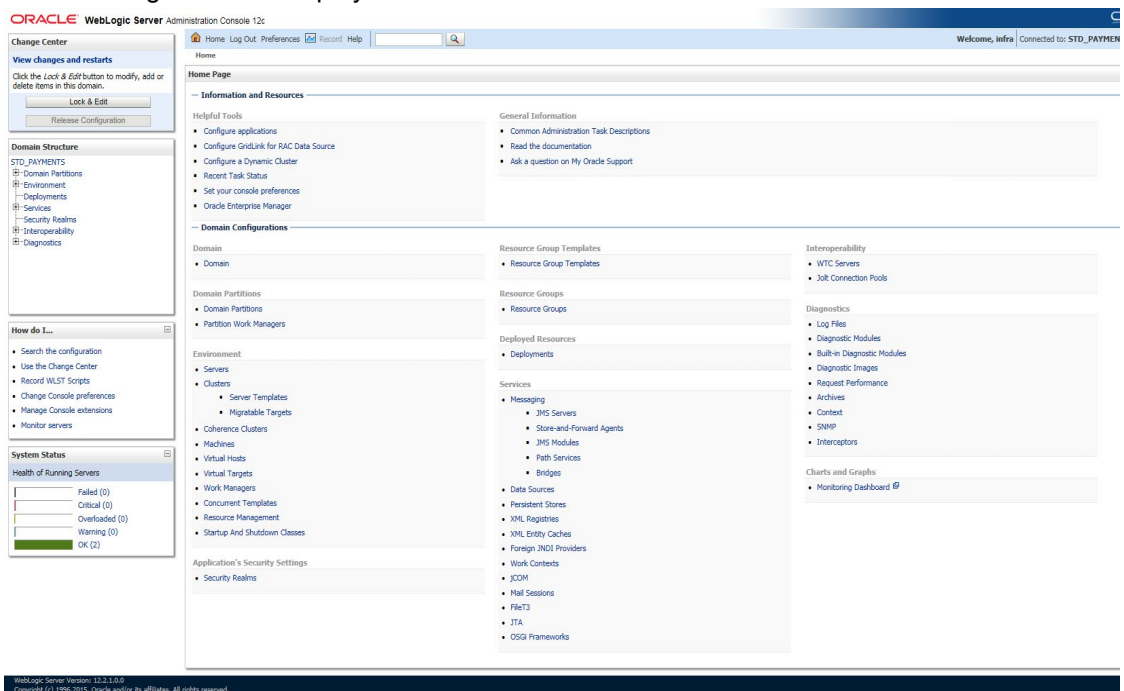 ORACLE WebLogic Server Administration Console 12c
Change Center
View changes and restarts
Click the Lock & Edit button to modify, add or
delete items in this domain.
Lock & Edit
Release Configuration
Domain Structure
STD_PAYMENTS
Domain Partitions
Environment
Deployments
Services
Security Realms
Interoperability
Diagnostics
How do I...
Search the configuration
Use the Change Center
Record WLST Scripts
Change Console preferences
Manage Console extensions
Monitor servers
System Status
Health of Running Servers
Failed (0)
Critical (0)
Overloaded (0)
Warning (0)
OK (2)
Home Log Out Preferences Record Help
Welcome, infra Connected to: STD_PAYMEN
Home
Home Page
Information and Resources
Helpful Tools
Configure applications
Configure GridLink for RAC Data Source
Configure a Dynamic Cluster
Recent Task Status
Set your console preferences
Oracle Enterprise Manager
General Information
Common Administration Task Descriptions
Read the documentation
Ask a question on My Oracle Support
Domain Configurations
Domain
Domain
Domain Partitions
Domain Partitions
Partition Work Managers
Environment
Servers
Clusters
Server Templates
Migratable Targets
Coherence Clusters
Machines
Virtual Hosts
Virtual Targets
Work Managers
Concurrent Templates
Resource Management
Startup And Shutdown Classes
Application's Security Settings
Security Realms
Resource Group Templates
Resource Group Templates
Resource Groups
Resource Groups
Deployed Resources
Deployments
Services
Messaging
JMS Servers
Store-and-Forward Agents
JMS Modules
Path Services
Bridges
Data Sources
Persistent Stores
XML Registries
XML Entity Caches
Foreign JNDI Providers
Work Contexts
jCOM
Mail Sessions
FileT3
JTA
OSGi Frameworks
Interoperability
WTC Servers
Jolt Connection Pools
Diagnostics
Log Files
Diagnostic Modules
Built-in Diagnostic Modules
Diagnostic Images
Request Performance
Archives
Context
SNMP
Interceptors
Charts and Graphs
Monitoring Dashboard
WebLogic Server Version: 12.2.1.0.0
Copyright (c) 1996,2015, Oracle and/or its affiliates. All rights reserved.